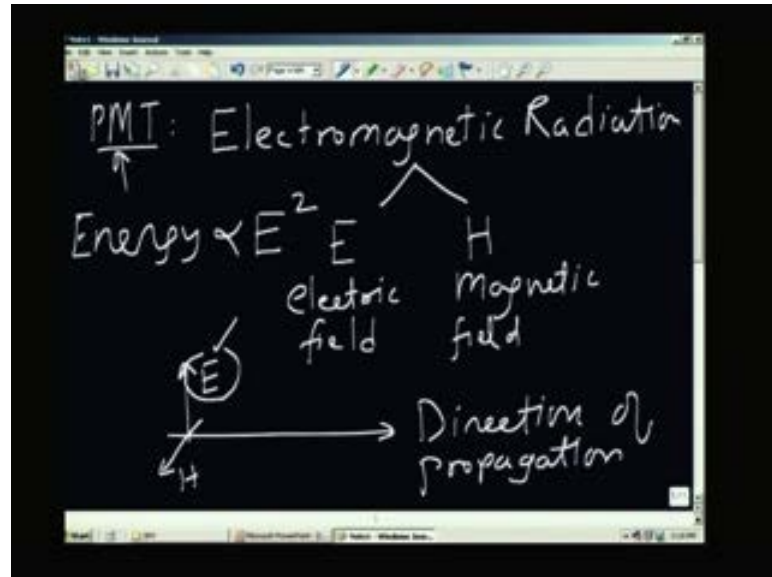 PMT: Electromagnetic Radiation
Energy ∝ E² E H
electric magnetic
field field
E
Direction of
H
propagation